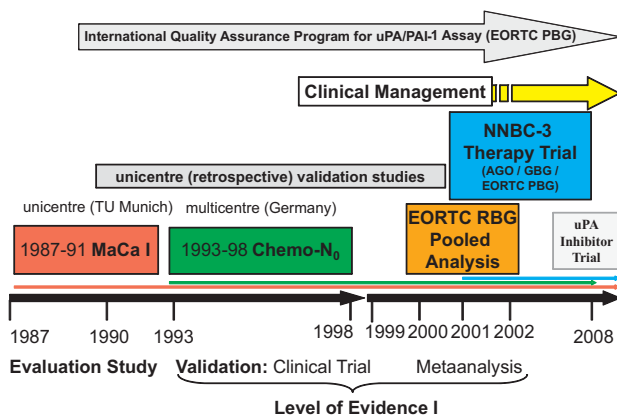 International Quality Assurance Program for uPA/PAI-1 Assay (EORTC PBG)
Clinical Management
NNBC-3
Therapy Trial
(AGO / GBG /
EORTC PBG)
unicentre (retrospective) validation studies
unicentre (TU Munich)
multicentre (Germany)
1987-91 MaCa I
1993-98 Chemo-N₀
EORTC RBG
Pooled
Analysis
uPA
Inhibitor
Trial
1987
1990
1993
1998
1999
2000
2001
2002
2008
Evaluation Study
Validation: Clinical Trial
Metaanalysis
Level of Evidence I